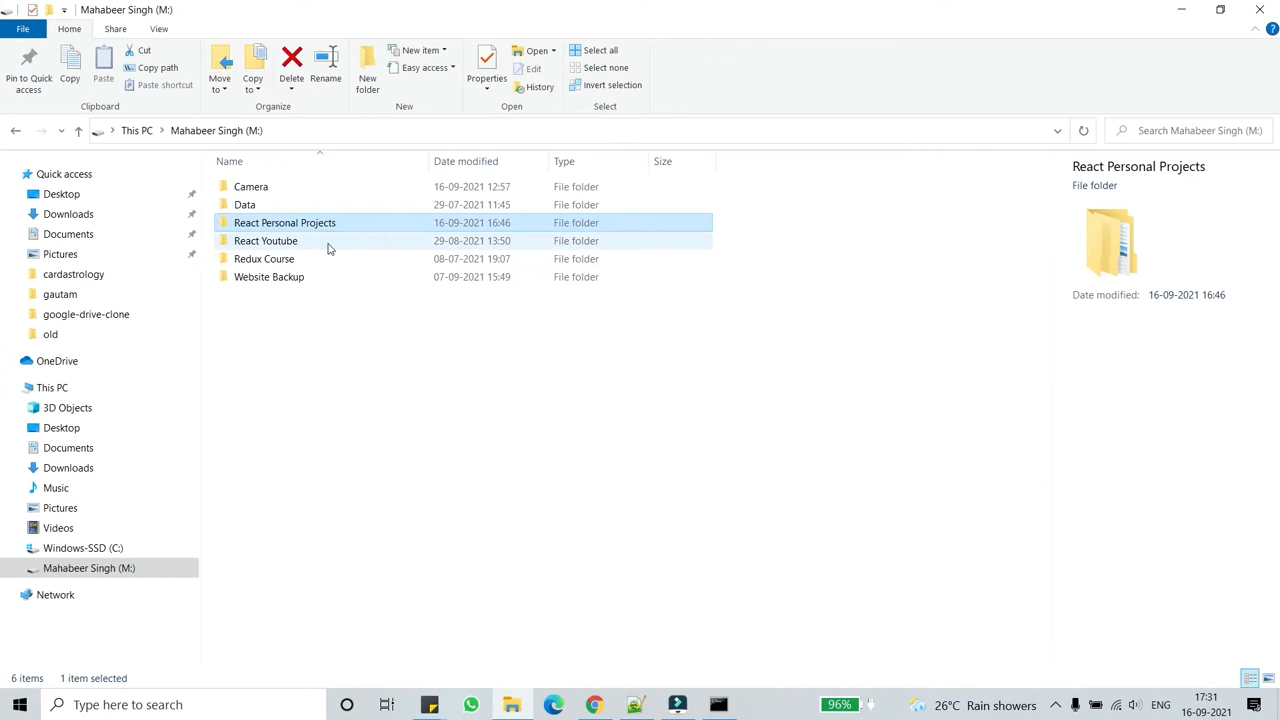 Mahabeer Singh (M:)
File Home Share View
Pin to Quick access
Copy
Paste
Cut
Copy path
Paste shortcut
Clipboard
Move to
Copy to
Delete
Rename
Organize
New folder
New item
Easy access
New
Properties
Open
Edit
History
Open
Select all
Select none
Invert selection
Select
This PC Mahabeer Singh (M:)
Search Mahabeer Singh (M:)
Quick access
Desktop
Downloads
Documents
Pictures
cardastrology
gautam
google-drive-clone
old
OneDrive
This PC
3D Objects
Desktop
Documents
Downloads
Music
Pictures
Videos
Windows-SSD (C:)
Mahabeer Singh (M:)
Network
Name Date modified Type Size
Camera 16-09-2021 12:57 File folder
Data 29-07-2021 11:45 File folder
React Personal Projects 16-09-2021 16:46 File folder
React Youtube 29-08-2021 13:50 File folder
Redux Course 08-07-2021 19:07 File folder
Website Backup 07-09-2021 15:49 File folder
React Personal Projects
File folder
Date modified: 16-09-2021 16:46
6 items 1 item selected
Type here to search
96%
26°C Rain showers
ENG
17:31
16-09-2021